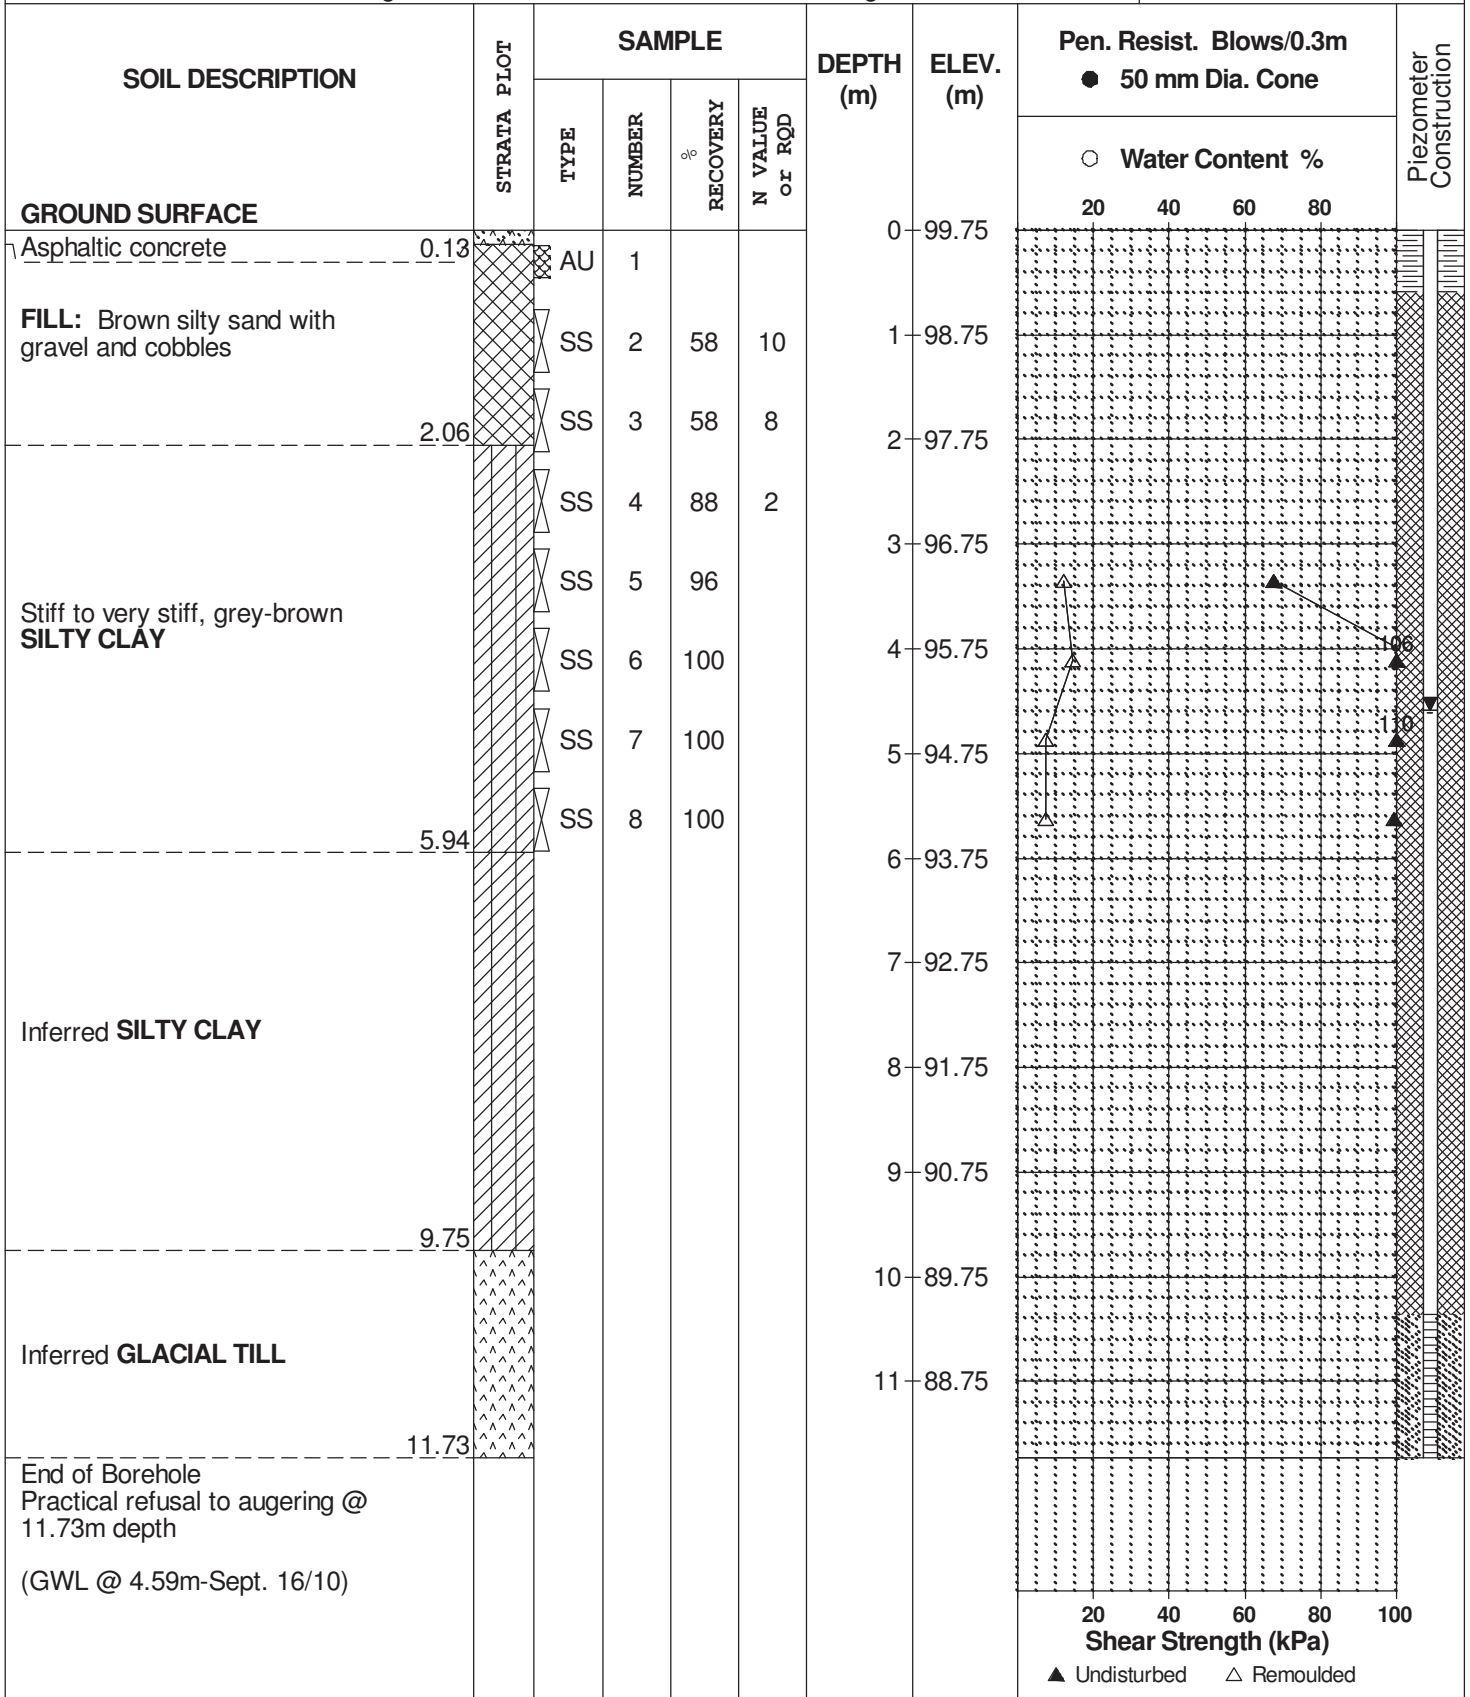 SOIL DESCRIPTION
STRATA PLOT
SAMPLE
TYPE
NUMBER
% RECOVERY
N VALUE or RQD
DEPTH (m)
ELEV. (m)
Pen. Resist. Blows/0.3m
● 50 mm Dia. Cone
○ Water Content %
Piezometer Construction
20 40 60 80
GROUND SURFACE
0 99.75
Asphaltic concrete 0.13
AU 1
FILL: Brown silty sand with
gravel and cobbles
SS 2 58 10
1 98.75
SS 3 58 8
2.06
2 97.75
SS 4 88 2
3 96.75
SS 5 96
Stiff to very stiff, grey-brown
SILTY CLAY
106
4 95.75
SS 6 100
110
SS 7 100
5 94.75
SS 8 100
5.94
6 93.75
7 92.75
Inferred SILTY CLAY
8 91.75
9 90.75
9.75
10 89.75
Inferred GLACIAL TILL
11 88.75
11.73
End of Borehole
Practical refusal to augering @
11.73m depth
(GWL @ 4.59m-Sept. 16/10)
20 40 60 80 100
Shear Strength (kPa)
▲ Undisturbed △ Remoulded